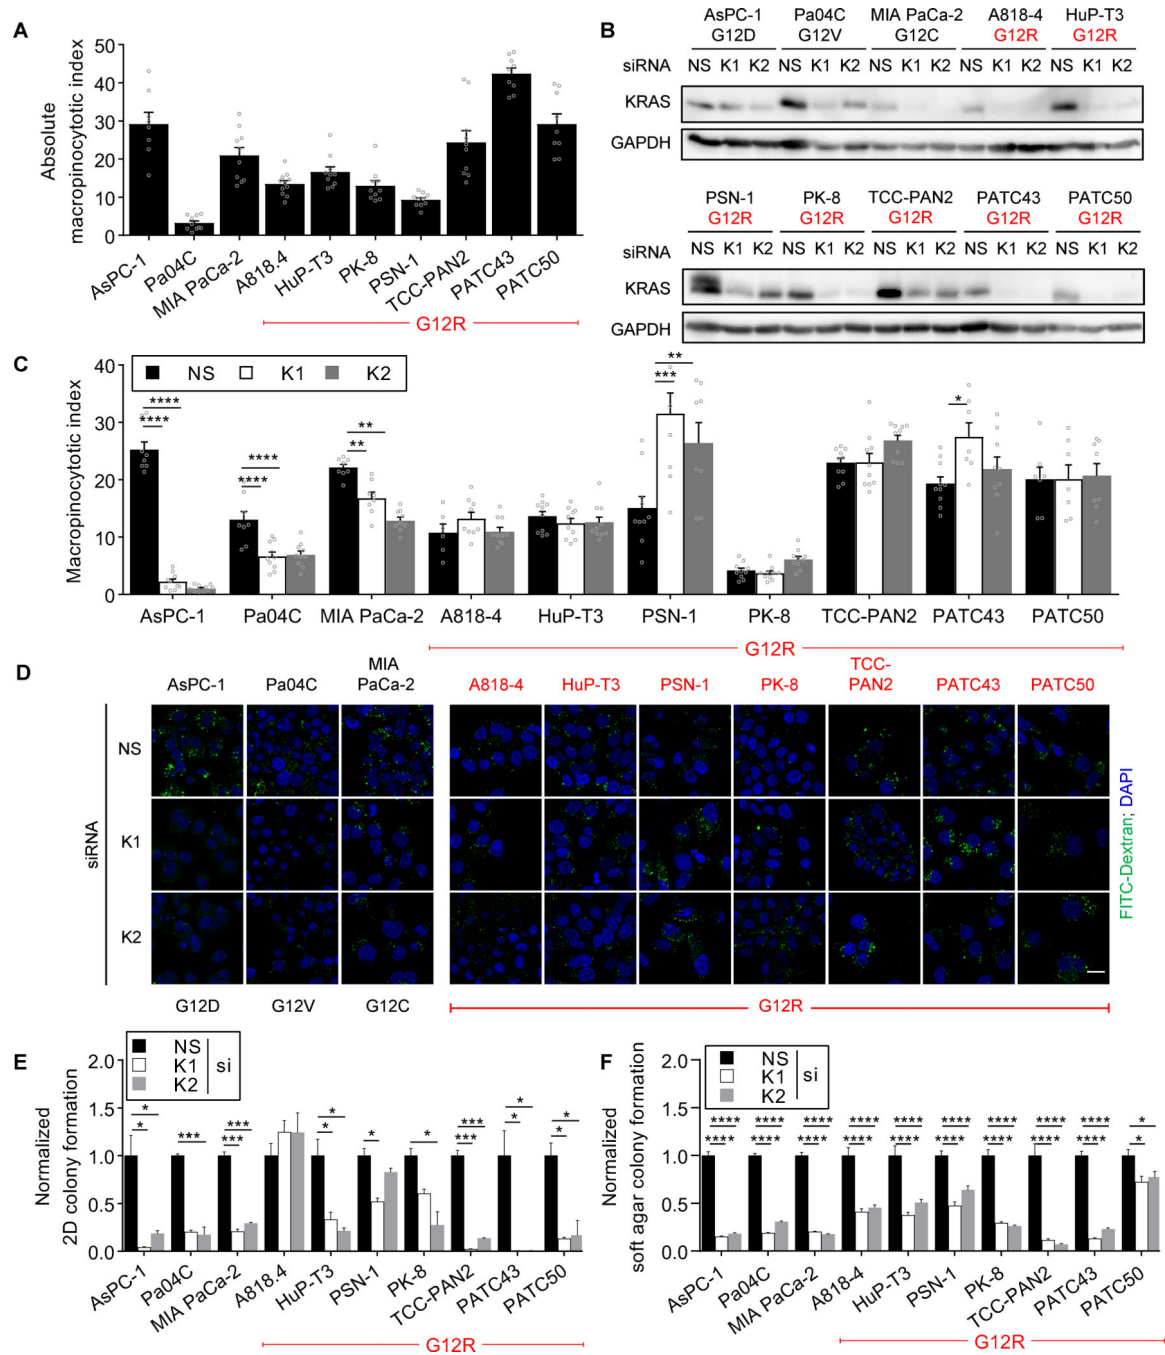 A
Absolute
macropinocytotic index
50
40
30
20
10
0
AsPC-1
Pa04C
MIA PaCa-2
A818-4
HuP-T3
PK-8
PSN-1
TCC-PAN2
PATC43
PATC50
G12R
B
AsPC-1 Pa04C MIA PaCa-2 A818-4 HuP-T3
G12D G12V G12C G12R G12R
siRNA NS K1 K2 NS K1 K2 NS K1 K2 NS K1 K2 NS K1 K2
KRAS
GAPDH
PSN-1 PK-8 TCC-PAN2 PATC43 PATC50
G12R G12R G12R G12R G12R
siRNA NS K1 K2 NS K1 K2 NS K1 K2 NS K1 K2 NS K1 K2
KRAS
GAPDH
C
Macropinocytotic index
40
30
20
10
0
NS K1 K2
****
****
****
****
**
**
**
***
*
AsPC-1 Pa04C MIA PaCa-2 A818-4 HuP-T3 PSN-1 PK-8 TCC-PAN2 PATC43 PATC50
G12R
D
AsPC-1 Pa04C MIA PaCa-2 A818-4 HuP-T3 PSN-1 PK-8 TCC-PAN2 PATC43 PATC50
siRNA
NS
K1
K2
FITC-Dextran; DAPI
G12D G12V G12C G12R
E
Normalized
2D colony formation
NS
K1
K2
si
2.0
1.5
1.0
0.5
0.0
* * *** *** *** * * * * *** *** * * * *
AsPC-1
Pa04C
MIA PaCa-2
A818.4
HuP-T3
PSN-1
PK-8
TCC-PAN2
PATC43
PATC50
G12R
F
Normalized
soft agar colony formation
NS
K1
K2
si
2.0
1.5
1.0
0.5
0.0
**** **** **** **** **** **** **** **** **** *
**** **** **** **** **** **** **** **** **** *
AsPC-1
Pa04C
MIA PaCa-2
A818-4
HuP-T3
PSN-1
PK-8
TCC-PAN2
PATC43
PATC50
G12R